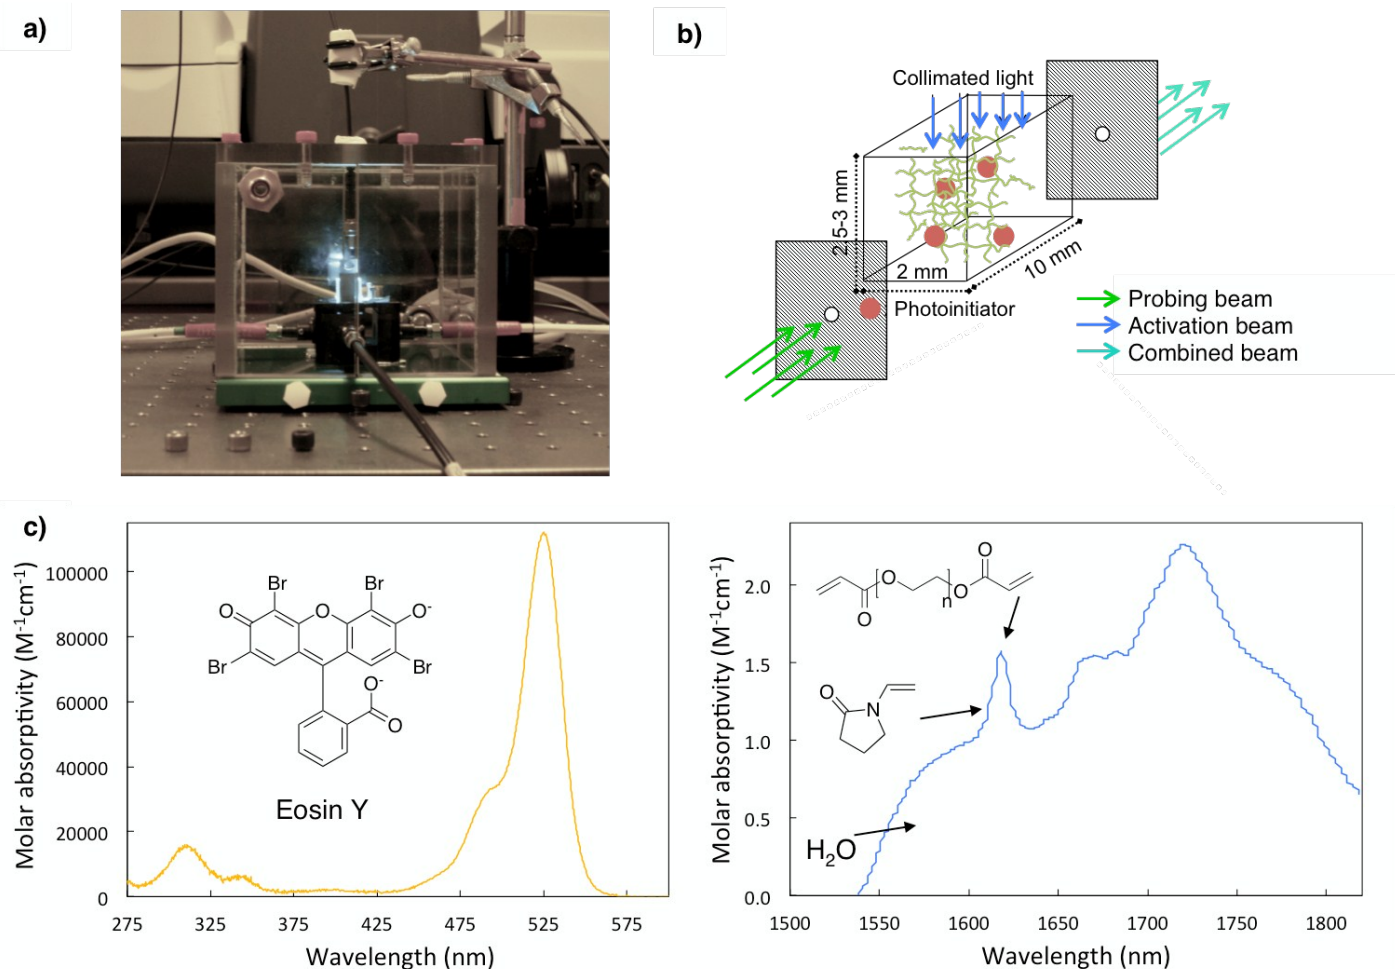 a)
b)
Collimated light
2.5-3 mm
2 mm
10 mm
Photoinitiator
Probing beam
Activation beam
Combined beam
c)
Molar absorptivity (M⁻¹cm⁻¹)
100000
80000
60000
40000
20000
0
275
325
375
425
475
525
575
Wavelength (nm)
Br
Br
O
O
O⁻
Br
Br
O⁻
O
Eosin Y
Molar absorptivity (M⁻¹cm⁻¹)
2.0
1.5
1.0
0.5
0.0
1500
1550
1600
1650
1700
1750
1800
Wavelength (nm)
O
O
O
n
O
O
N
H₂O